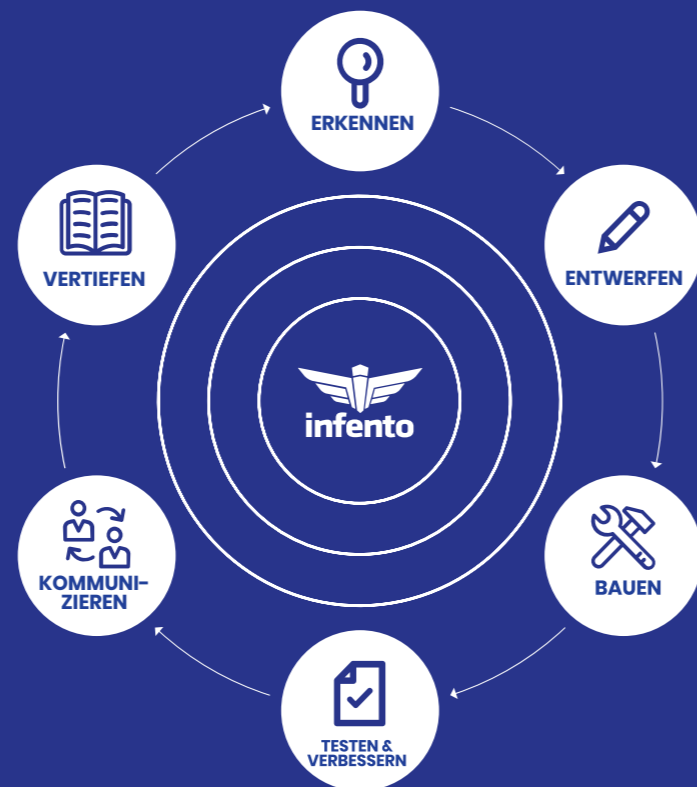 ERKENNEN
ENTWERFEN
BAUEN
TESTEN &
VERBESSERN
KOMMUNI-
ZIEREN
VERTIEFEN
infento